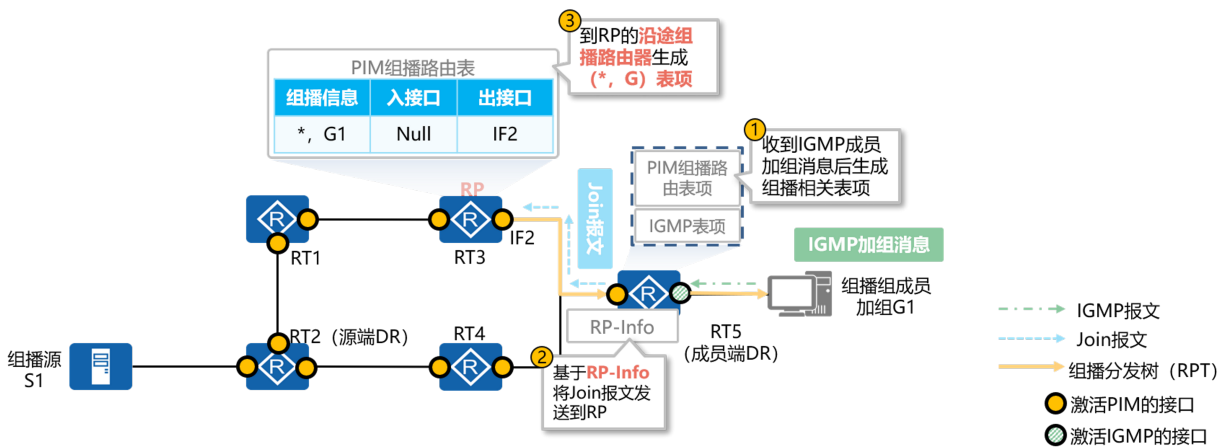 3
到RP的沿途组
播路由器生成
（*，G）表项
PIM组播路由表
组播信息 入接口 出接口
*，G1 Null IF2
1
收到IGMP成员
加组消息后生成
组播相关表项
PIM组播路
由表项
IGMP表项
RP
Join报文
IGMP加组消息
R
RT1
R
RT3
IF2
R
RP-Info
RT5
（成员端DR）
组播组成员
加组G1
组播源
S1
RT2（源端DR）
R
RT4
R
2
基于RP-Info
将Join报文发
送到RP
IGMP报文
Join报文
组播分发树（RPT）
激活PIM的接口
激活IGMP的接口